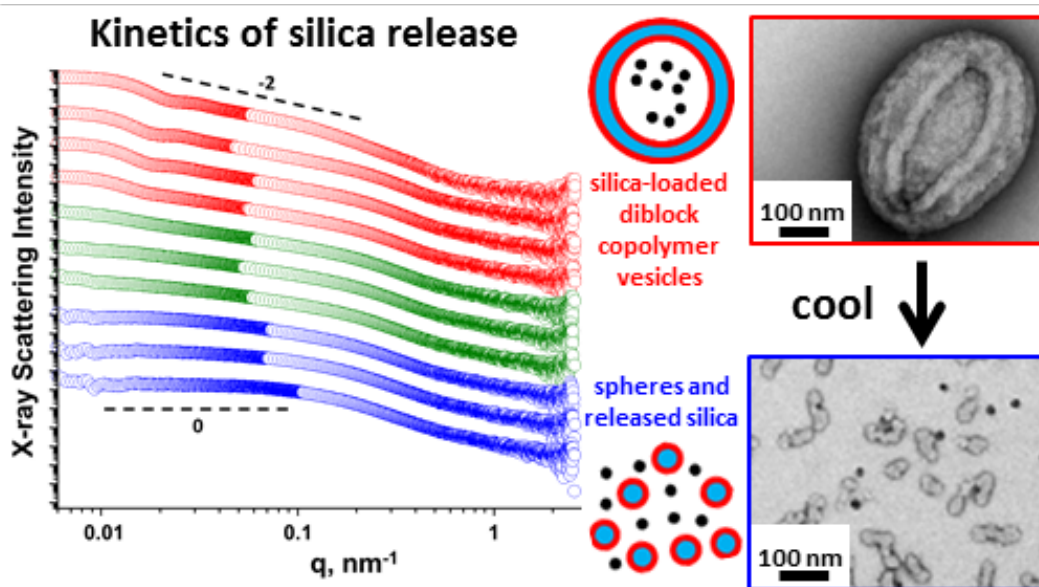 Kinetics of silica release
X-ray Scattering Intensity
-2
0
0.01
0.1
1
q, nm⁻¹
silica-loaded
diblock
copolymer
vesicles
100 nm
cool
spheres and
released silica
100 nm